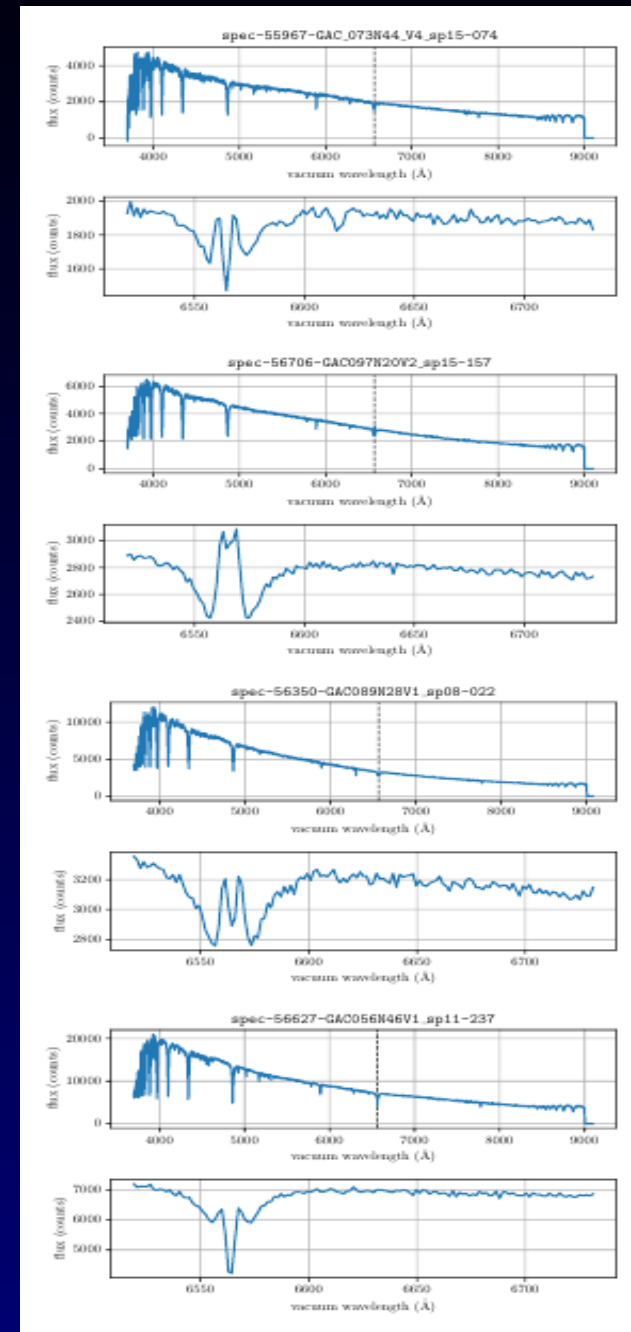 spec-55967-GAC_073N44_V4_sp15-074
flux (counts)
4000
2000
0
4000 5000 6000 7000 8000 9000
vacuum wavelength (Å)
flux (counts)
2000
1800
1600
6550 6600 6650 6700
vacuum wavelength (Å)
spec-56706-GAC097N20V2_sp15-157
flux (counts)
6000
4000
2000
0
4000 5000 6000 7000 8000 9000
vacuum wavelength (Å)
flux (counts)
3000
2800
2600
2400
6550 6600 6650 6700
vacuum wavelength (Å)
spec-56350-GAC089N28V1_sp08-022
flux (counts)
10000
5000
0
4000 5000 6000 7000 8000 9000
vacuum wavelength (Å)
flux (counts)
3200
3000
2800
6550 6600 6650 6700
vacuum wavelength (Å)
spec-56627-GAC056N46V1_sp11-237
flux (counts)
20000
10000
0
4000 5000 6000 7000 8000 9000
vacuum wavelength (Å)
flux (counts)
7000
6000
5000
6550 6600 6650 6700
vacuum wavelength (Å)